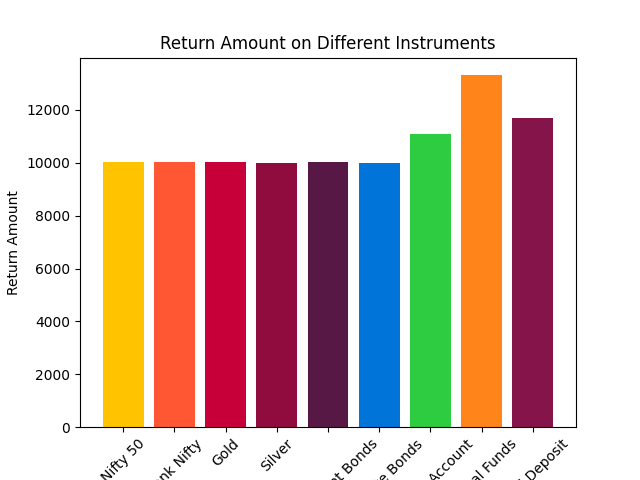 Return Amount on Different Instruments
Return Amount
12000
10000
8000
6000
4000
2000
0
Nifty 50
nk Nifty
Gold
Silver
nt Bonds
e Bonds
Account
al Funds
Deposit